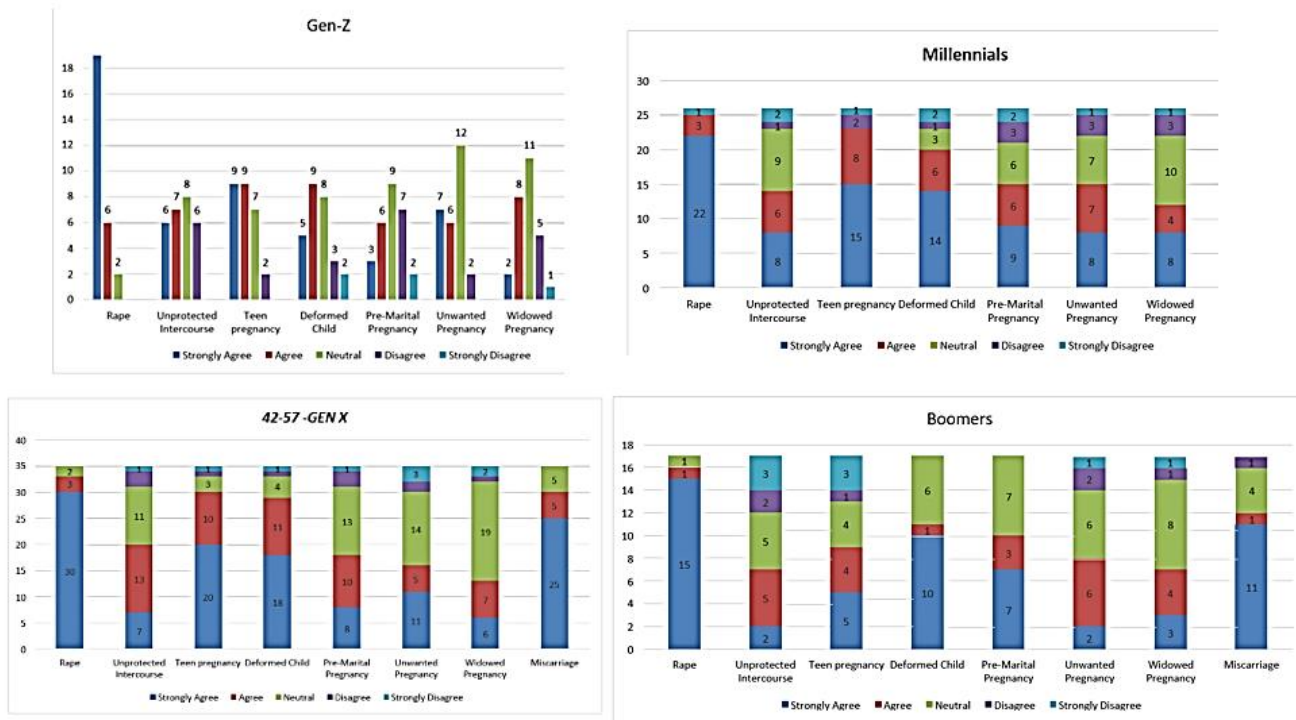 Gen-Z
18
16
14
12
10
8
6
4
2
0
6
2
6
7
8
6
9
9
7
2
5
9
8
3
2
3
6
9
7
2
7
6
12
2
2
8
11
5
1
Rape
Unprotected
Intercourse
Teen
pregnancy
Deformed
Child
Pre-Marital
Pregnancy
Unwanted
Pregnancy
Widowed
Pregnancy
Strongly Agree Agree Neutral Disagree Strongly Disagree
Millennials
30
25
20
15
10
5
0
1
3
22
2
1
9
6
8
1
2
8
15
2
1
3
6
14
2
3
6
6
9
1
3
7
7
8
1
3
10
4
8
Rape
Unprotected
Intercourse
Teen pregnancy
Deformed Child
Pre-Marital
Pregnancy
Unwanted
Pregnancy
Widowed
Pregnancy
Strongly Agree Agree Neutral Disagree Strongly Disagree
42-57 -GEN X
40
35
30
25
20
15
10
5
0
2
3
30
1
11
13
7
1
3
10
20
1
4
11
18
1
13
10
8
3
14
5
11
2
19
7
6
5
5
25
Rape
Unprotected
Intercourse
Teen pregnancy
Deformed Child
Pre-Marital
Pregnancy
Unwanted
Pregnancy
Widowed
Pregnancy
Miscarriage
Strongly Agree Agree Neutral Disagree Strongly Disagree
Boomers
18
16
14
12
10
8
6
4
2
0
1
1
15
3
2
5
5
2
3
1
4
4
5
6
1
10
7
3
7
1
2
6
6
2
1
1
8
4
3
1
4
1
11
Rape
Unprotected
Intercourse
Teen pregnancy
Deformed Child
Pre-Marital
Pregnancy
Unwanted
Pregnancy
Widowed
Pregnancy
Miscarriage
Strongly Agree Agree Neutral Disagree Strongly Disagree